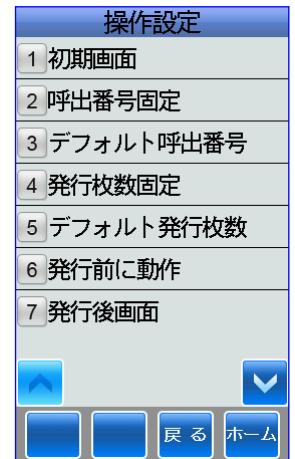 操作設定
1 初期画面
2 呼出番号固定
3 デフォルト呼出番号
4 発行枚数固定
5 デフォルト発行枚数
6 発行前に動作
7 発行後画面
戻る ホーム